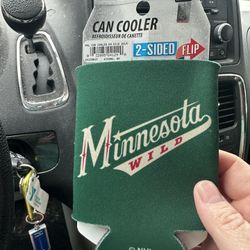 CAN COOLER
REFROIDISSEUR DE CANETTE
2-SIDED FLIP
Minnesota
WILD